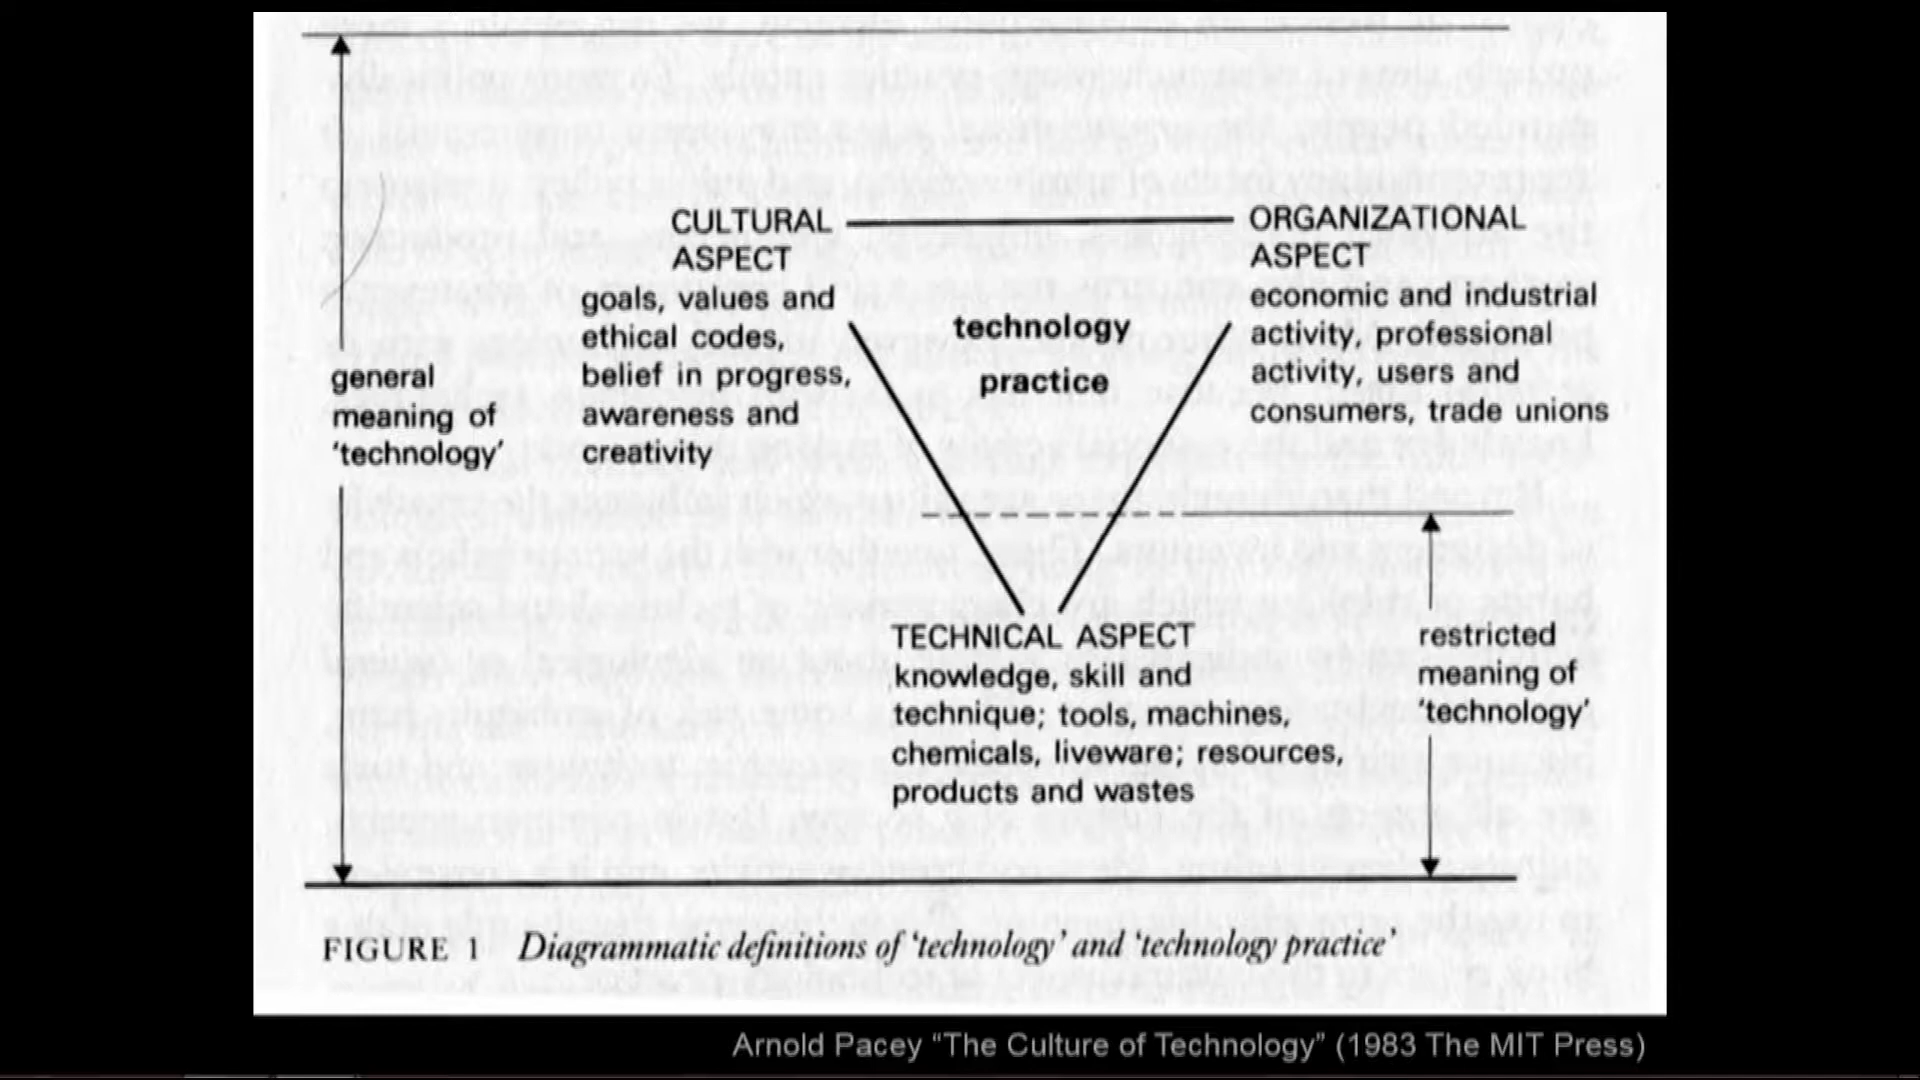 CULTURAL
ASPECT
goals, values and
ethical codes,
belief in progress,
awareness and
creativity
technology
practice
ORGANIZATIONAL
ASPECT
economic and industrial
activity, professional
activity, users and
consumers, trade unions
general
meaning of
‘technology’
TECHNICAL ASPECT
knowledge, skill and
technique; tools, machines,
chemicals, liveware; resources,
products and wastes
restricted
meaning of
‘technology’
FIGURE 1 Diagrammatic definitions of ‘technology’ and ‘technology practice’
Arnold Pacey “The Culture of Technology” (1983 The MIT Press)